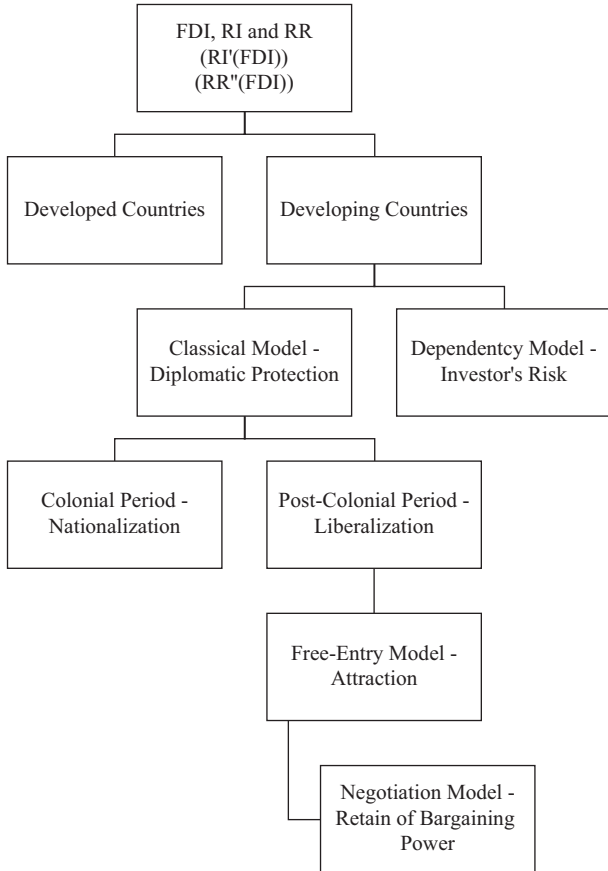 FDI, RI and RR
(RI'(FDI))
(RR"(FDI))
Developed Countries
Developing Countries
Classical Model -
Diplomatic Protection
Dependentcy Model -
Investor's Risk
Colonial Period -
Nationalization
Post-Colonial Period -
Liberalization
Free-Entry Model -
Attraction
Negotiation Model -
Retain of Bargaining
Power